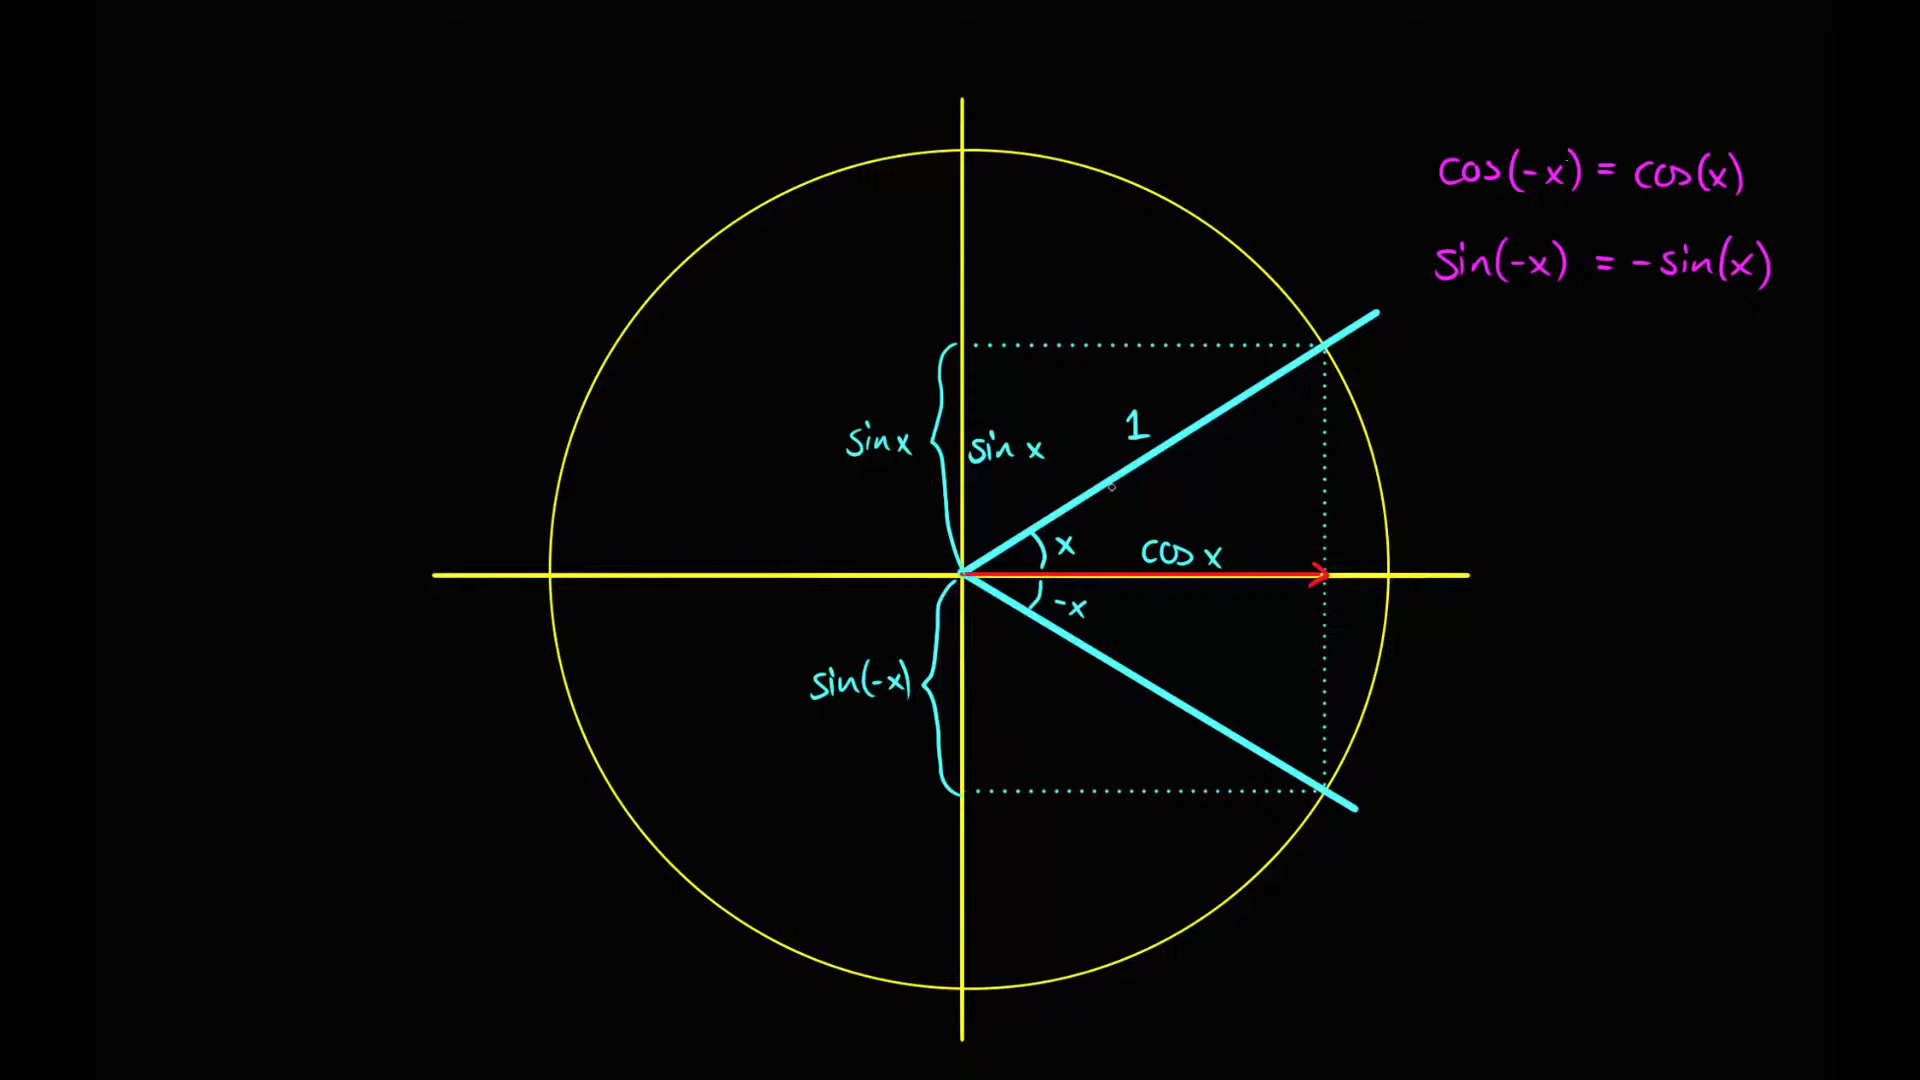 cos(-x) = cos(x)
sin(-x) = -sin(x)
1
sin x
sin x
x
cos x
-x
sin(-x)